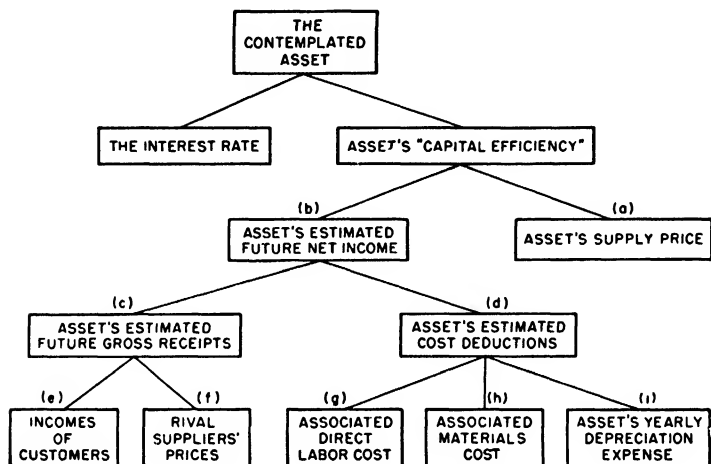 THE
CONTEMPLATED
ASSET
THE INTEREST RATE
ASSET'S "CAPITAL EFFICIENCY"
(b)
(a)
ASSET'S ESTIMATED
FUTURE NET INCOME
ASSET'S SUPPLY PRICE
(c)
(d)
ASSET'S ESTIMATED
FUTURE GROSS RECEIPTS
ASSET'S ESTIMATED
COST DEDUCTIONS
(e)
(f)
(g)
(h)
(i)
INCOMES
OF
CUSTOMERS
RIVAL
SUPPLIERS'
PRICES
ASSOCIATED
DIRECT
LABOR COST
ASSOCIATED
MATERIALS
COST
ASSET'S YEARLY
DEPRECIATION
EXPENSE